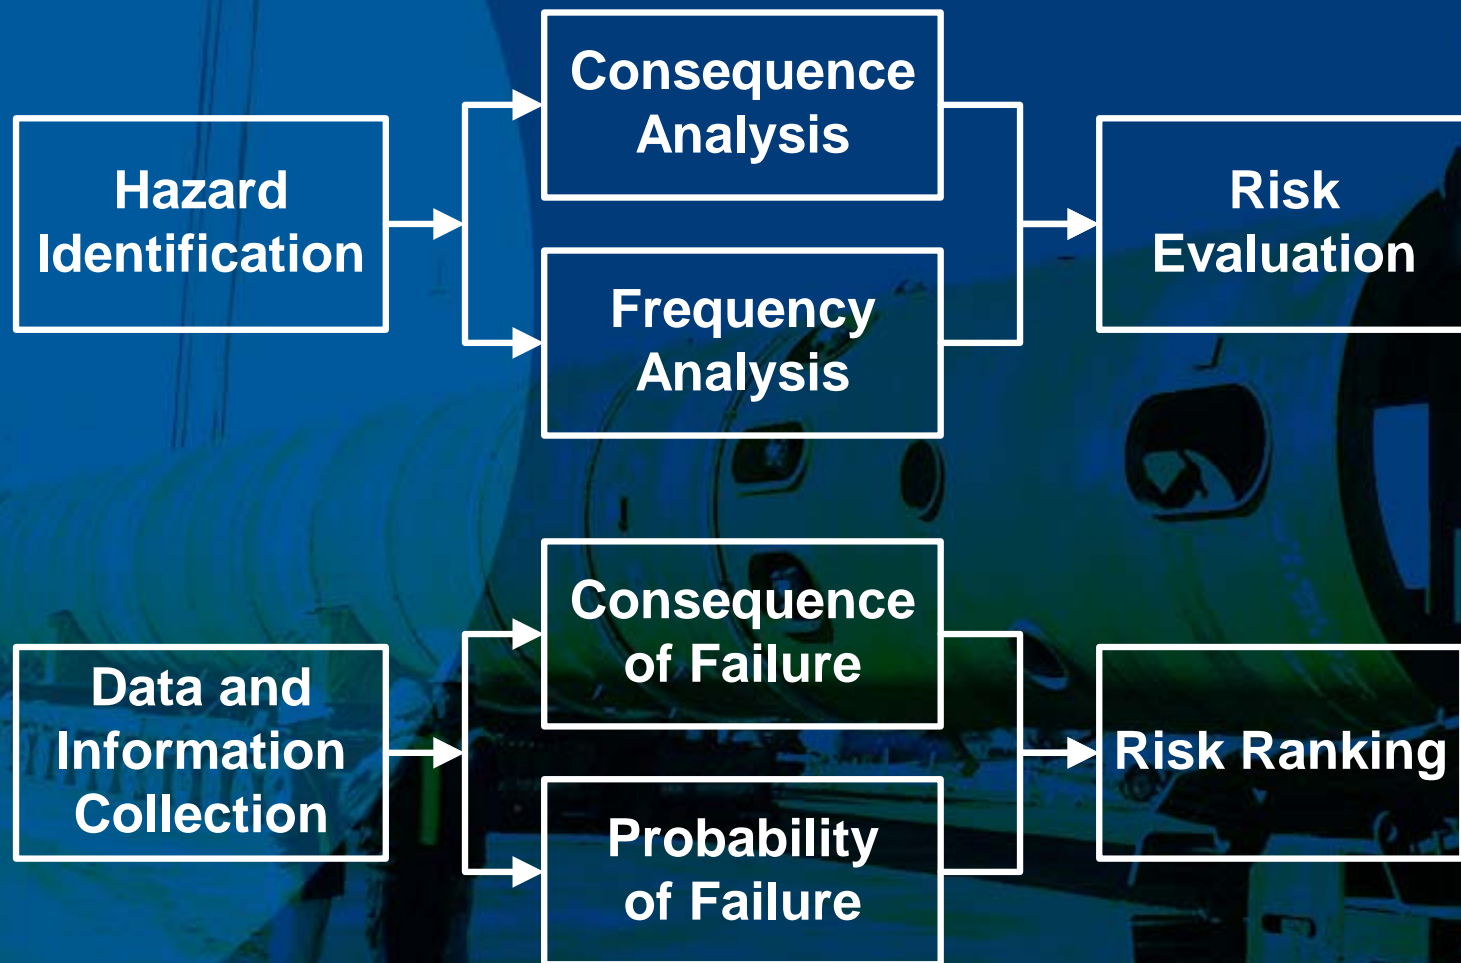 Consequence
Analysis
Hazard
Identification
Risk
Evaluation
Frequency
Analysis
Consequence
of Failure
Data and
Information
Collection
Risk Ranking
Probability
of Failure